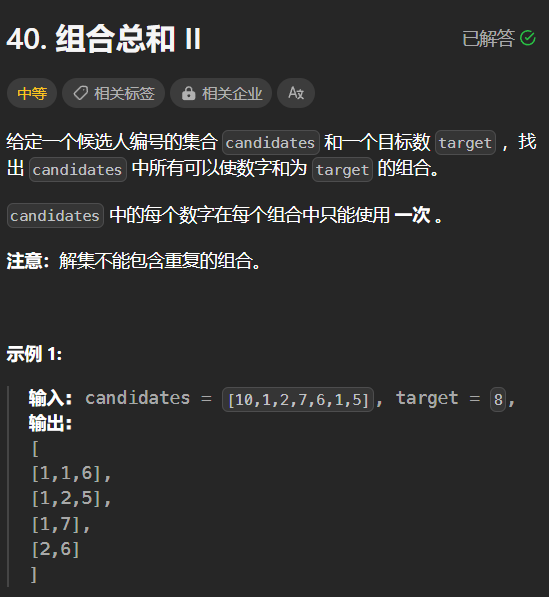 40. 组合总和 II
已解答
中等
相关标签
相关企业
AX
给定一个候选人编号的集合 candidates 和一个目标数 target ，找
出 candidates 中所有可以使数字和为 target 的组合。
candidates 中的每个数字在每个组合中只能使用 一次 。
注意：解集不能包含重复的组合。
示例 1:
输入: candidates = [10,1,2,7,6,1,5], target = 8,
输出:
[
[1,1,6],
[1,2,5],
[1,7],
[2,6]
]